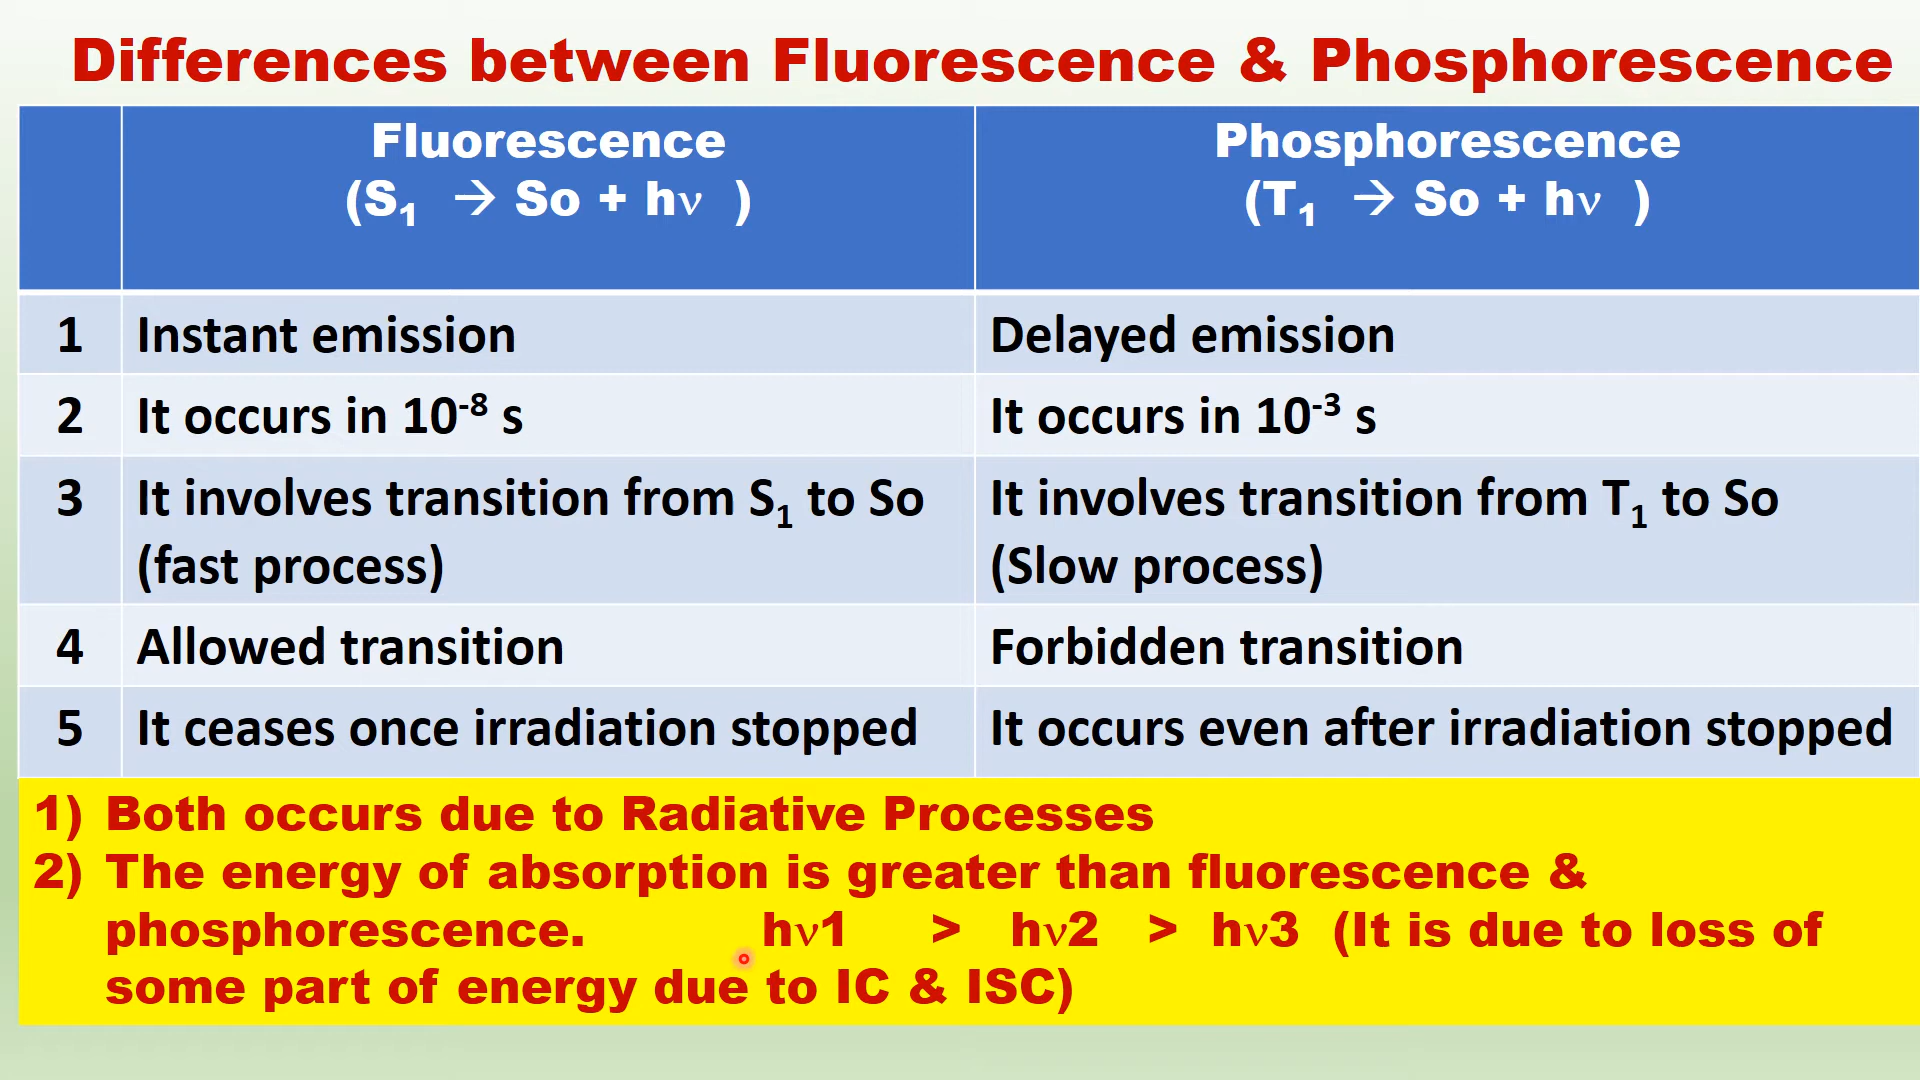 Differences between Fluorescence & Phosphorescence
Fluorescence
(S₁ → So + hν )
Phosphorescence
(T₁ → So + hν )
1 Instant emission Delayed emission
2 It occurs in 10⁻⁸ s It occurs in 10⁻³ s
3 It involves transition from S₁ to So It involves transition from T₁ to So
(fast process) (Slow process)
4 Allowed transition Forbidden transition
5 It ceases once irradiation stopped It occurs even after irradiation stopped
1) Both occurs due to Radiative Processes
2) The energy of absorption is greater than fluorescence &
phosphorescence. hν1 > hν2 > hν3 (It is due to loss of
some part of energy due to IC & ISC)